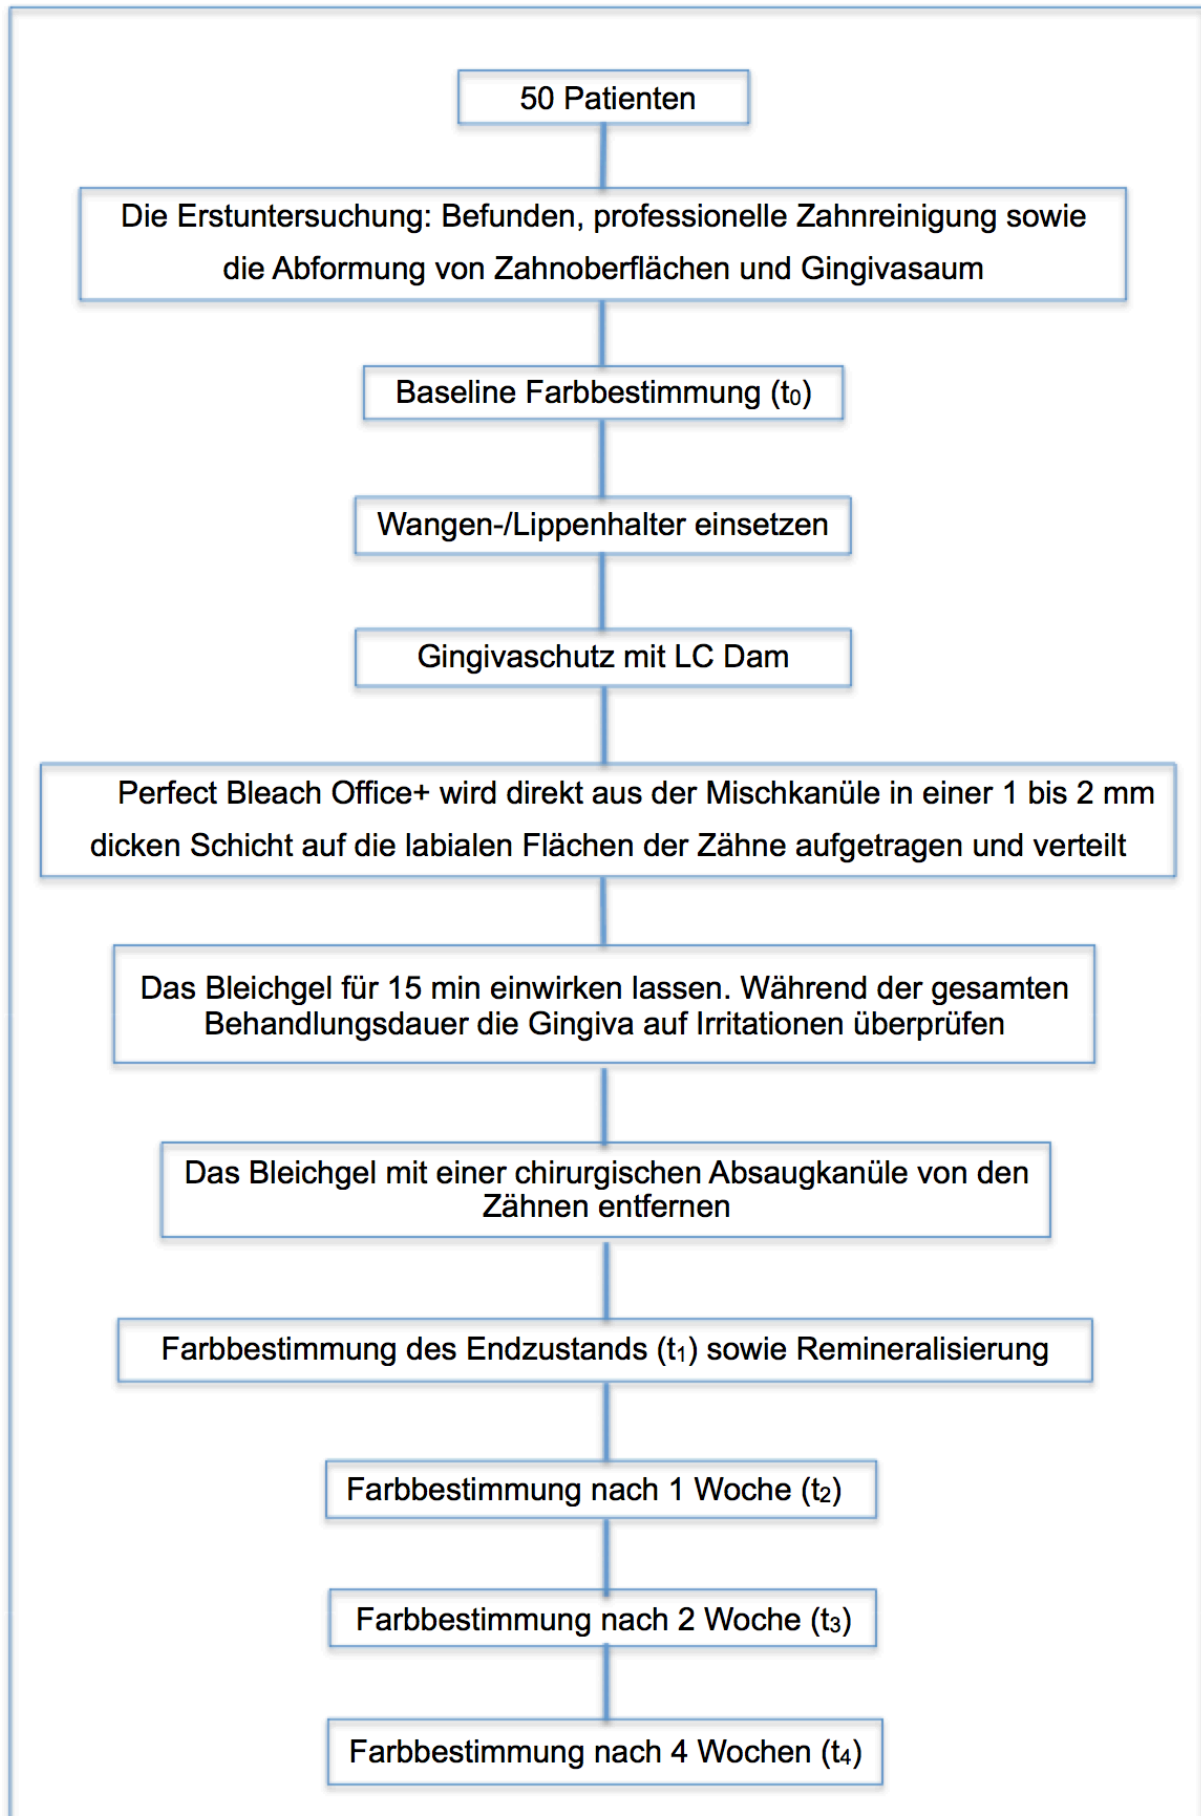 50 Patienten
Die Erstuntersuchung: Befunden, professionelle Zahnreinigung sowie
die Abformung von Zahnoberflächen und Gingivasaum
Baseline Farbbestimmung (t₀)
Wangen-/Lippenhalter einsetzen
Gingivaschutz mit LC Dam
Perfect Bleach Office+ wird direkt aus der Mischkanüle in einer 1 bis 2 mm
dicken Schicht auf die labialen Flächen der Zähne aufgetragen und verteilt
Das Bleichgel für 15 min einwirken lassen. Während der gesamten
Behandlungsdauer die Gingiva auf Irritationen überprüfen
Das Bleichgel mit einer chirurgischen Absaugkanüle von den
Zähnen entfernen
Farbbestimmung des Endzustands (t₁) sowie Remineralisierung
Farbbestimmung nach 1 Woche (t₂)
Farbbestimmung nach 2 Woche (t₃)
Farbbestimmung nach 4 Wochen (t₄)